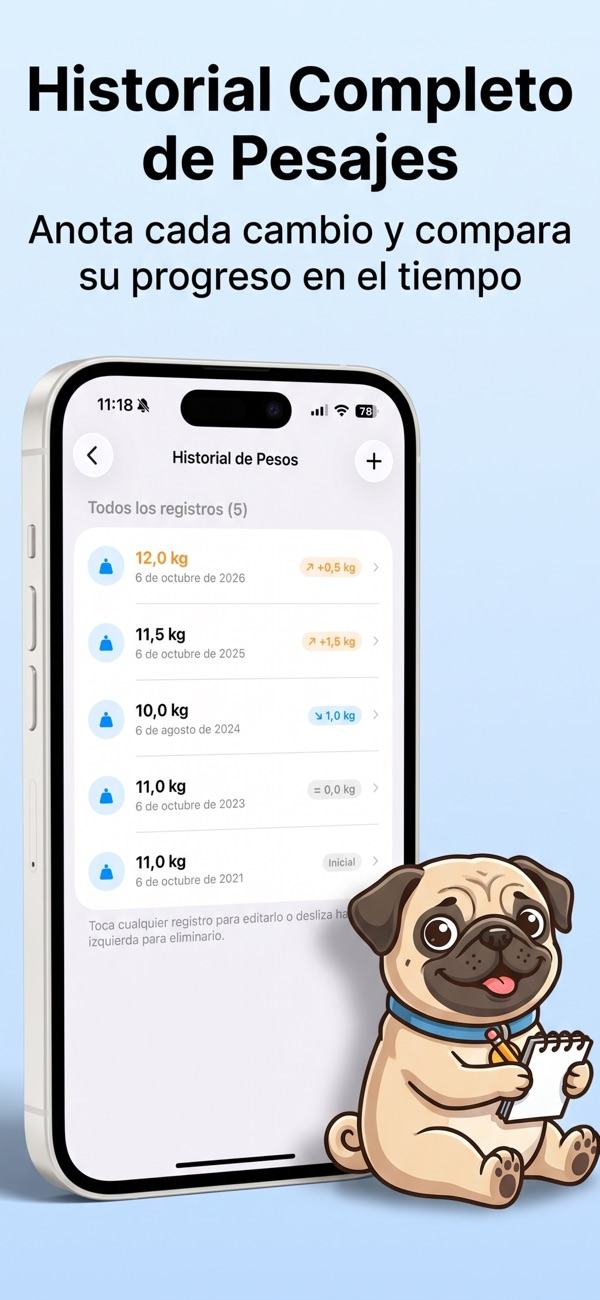 Historial Completo
de Pesajes
Anota cada cambio y compara
su progreso en el tiempo
11:18
78
Historial de Pesos
Todos los registros (5)
12,0 kg
↗ +0,5 kg
6 de octubre de 2026
11,5 kg
↗ +1,5 kg
6 de octubre de 2025
10,0 kg
↘ 1,0 kg
6 de agosto de 2024
11,0 kg
= 0,0 kg
6 de octubre de 2023
11,0 kg
Inicial
6 de octubre de 2021
Toca cualquier registro para editarlo o desliza
izquierda para eliminarlo.